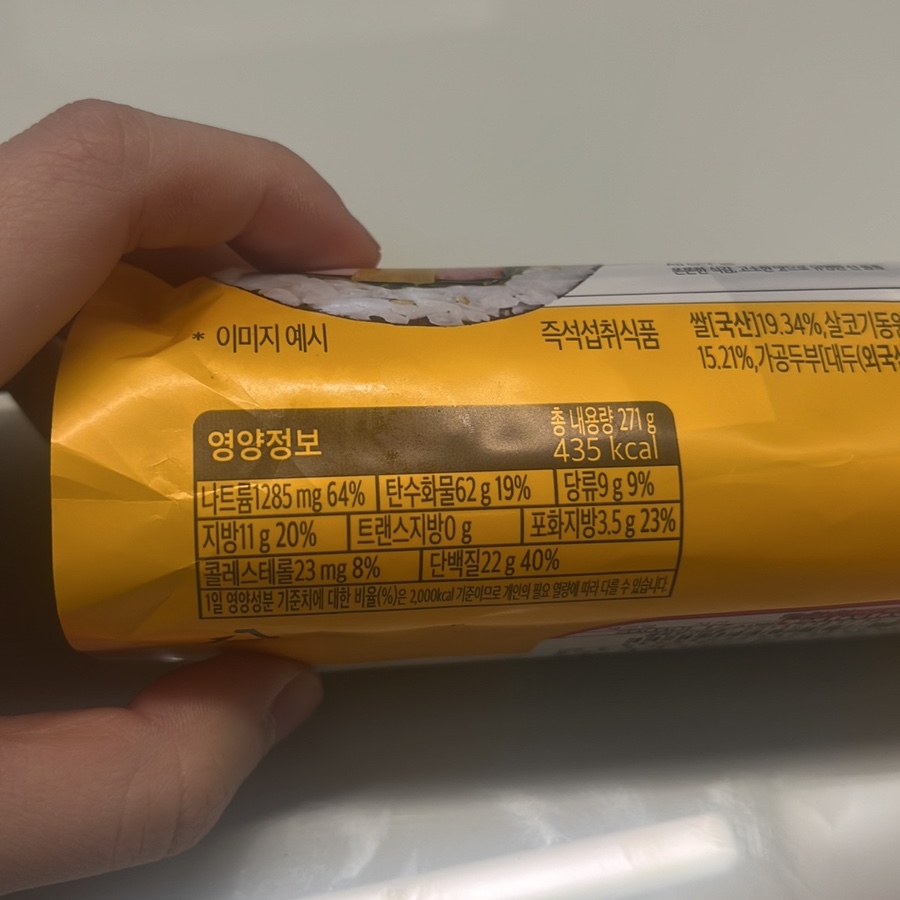 * 이미지 예시
즉석섭취식품
쌀[국산]19.34%,살코기동원
15.21%,가공두부[대두(외국산
영양정보
총 내용량 271 g
435 kcal
나트륨1285 mg 64% 탄수화물62 g 19% 당류9 g 9%
지방11 g 20% 트랜스지방0 g 포화지방3.5 g 23%
콜레스테롤23 mg 8% 단백질22 g 40%
1일 영양성분 기준치에 대한 비율(%)은 2,000kcal 기준이므로 개인의 필요 열량에 따라 다를 수 있습니다.